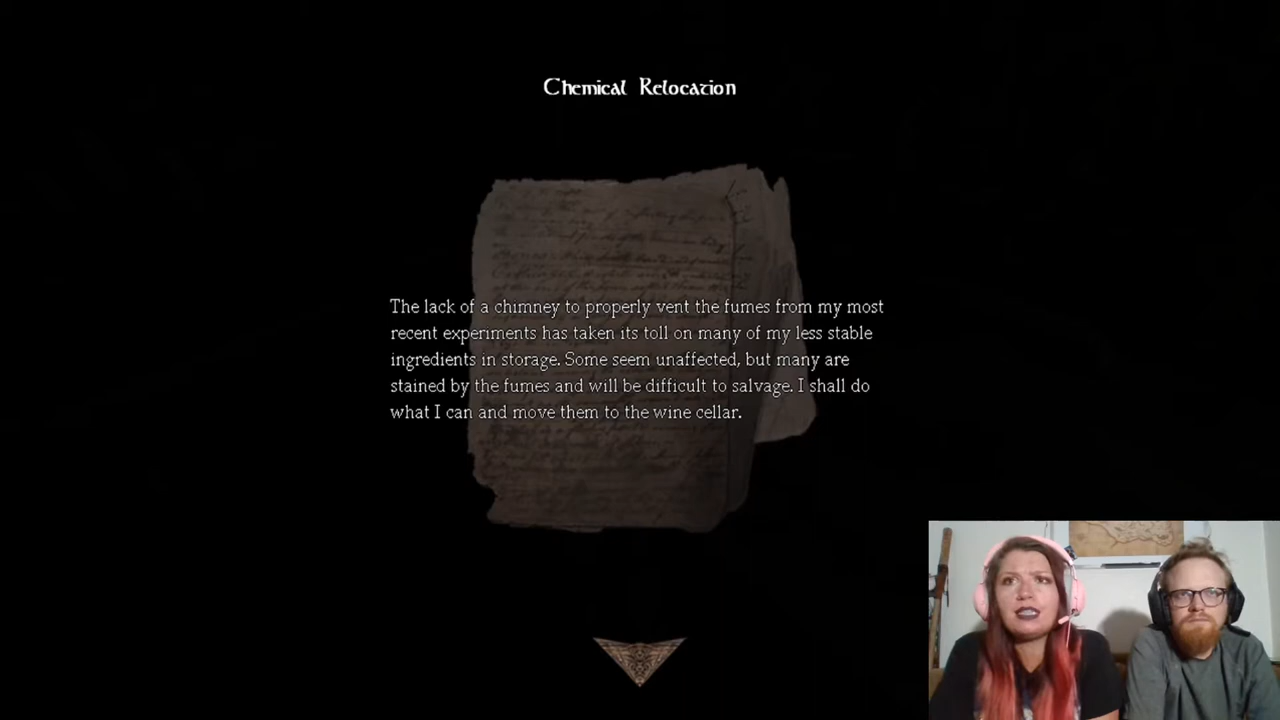 Chemical Relocation
The lack of a chimney to properly vent the fumes from my most
recent experiments has taken its toll on many of my less stable
ingredients in storage. Some seem unaffected, but many are
stained by the fumes and will be difficult to salvage. I shall do
what I can and move them to the wine cellar.